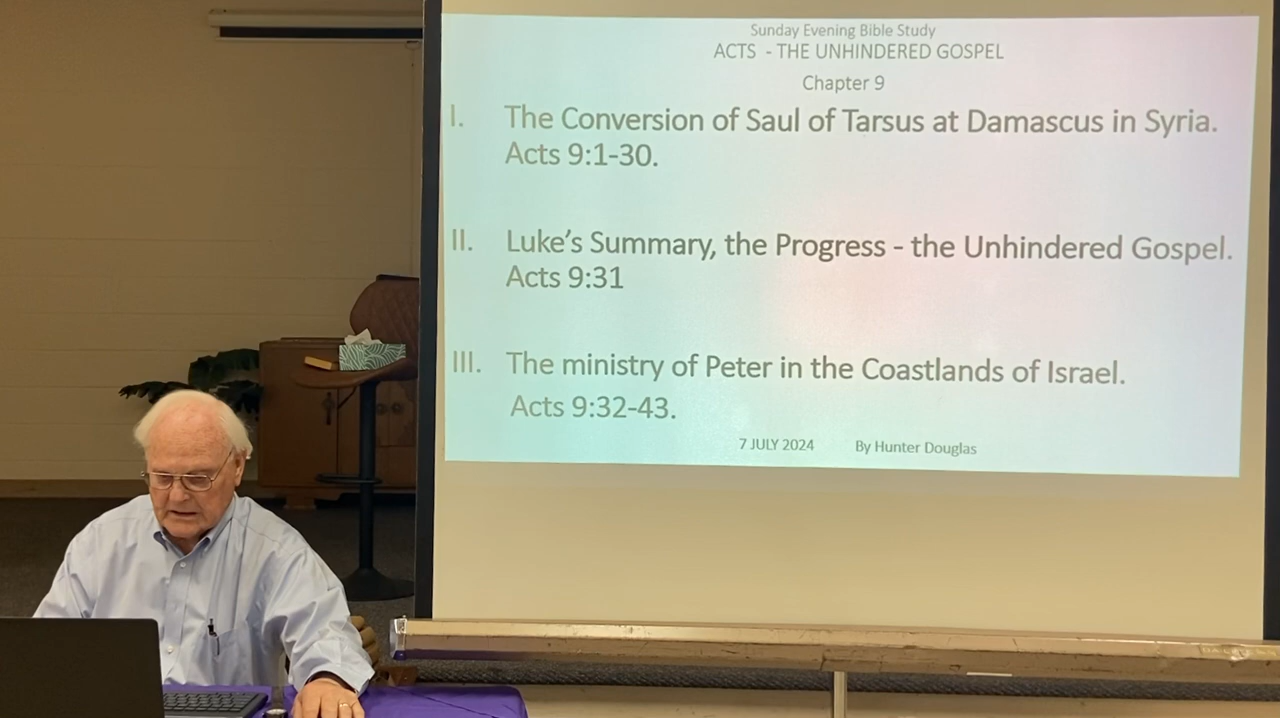 Sunday Evening Bible Study
ACTS - THE UNHINDERED GOSPEL
Chapter 9
I. The Conversion of Saul of Tarsus at Damascus in Syria.
Acts 9:1-30.
II. Luke's Summary, the Progress - the Unhindered Gospel.
Acts 9:31
III. The ministry of Peter in the Coastlands of Israel.
Acts 9:32-43.
7 JULY 2024 By Hunter Douglas